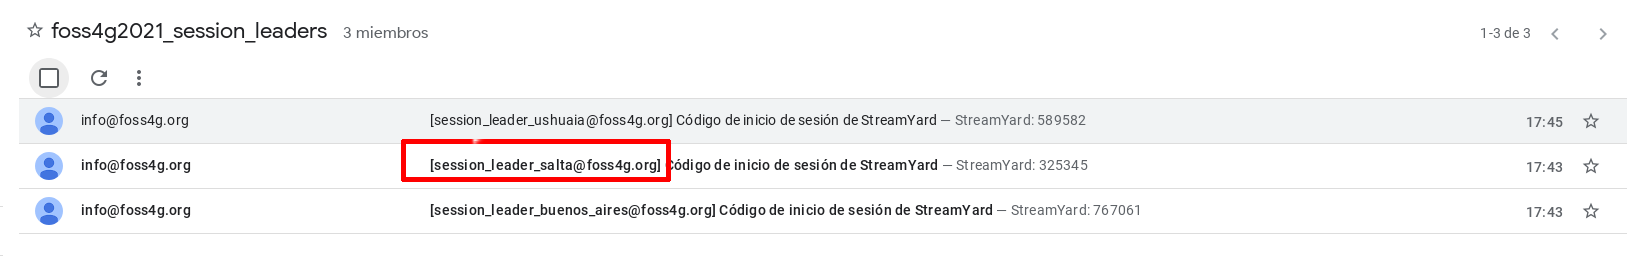 foss4g2021_session_leaders 3 miembros 1-3 de 3
info@foss4g.org [session_leader_ushuaia@foss4g.org] Código de inicio de sesión de StreamYard — StreamYard: 589582 17:45
info@foss4g.org [session_leader_salta@foss4g.org] Código de inicio de sesión de StreamYard — StreamYard: 325345 17:43
info@foss4g.org [session_leader_buenos_aires@foss4g.org] Código de inicio de sesión de StreamYard — StreamYard: 767061 17:43